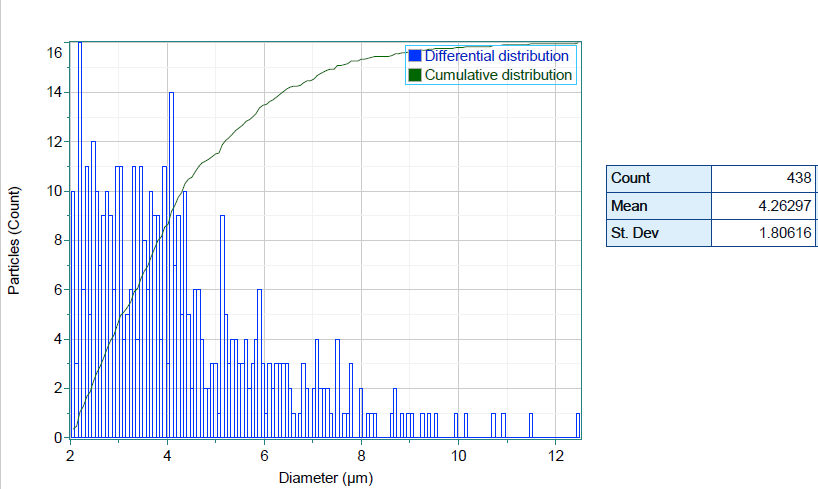 16
14
12
10
8
6
4
2
0
Particles (Count)
Differential distribution
Cumulative distribution
2 4 6 8 10 12
Diameter (µm)
Count 438
Mean 4.26297
St. Dev 1.80616